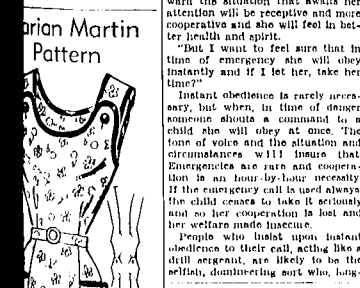 arian Martin
Pattern
warn the situation that awaits her
attention will be receptive and more
cooperative and she will feel in bet-
ter health and spirit.
"But I want to feel sure that in
time of emergency she will obey
instantly and if I let her, take her
time?"
Instant obedience is rarely neces-
sary, but when, in time of danger
someone shouts a command to a
child she will obey at once. The
tone of voice and the situation and
circumstances will insure that
Emergencies are rare and coopera-
tion is an hour-by-hour necessity
If the emergency call is used always
the child ceases to take it seriously
and so her cooperation is lost and
her welfare made insecure.
People who insist upon instant
obedience to their call, acting like a
drill sergeant, are likely to be the
selfish, domineering sort who, long-